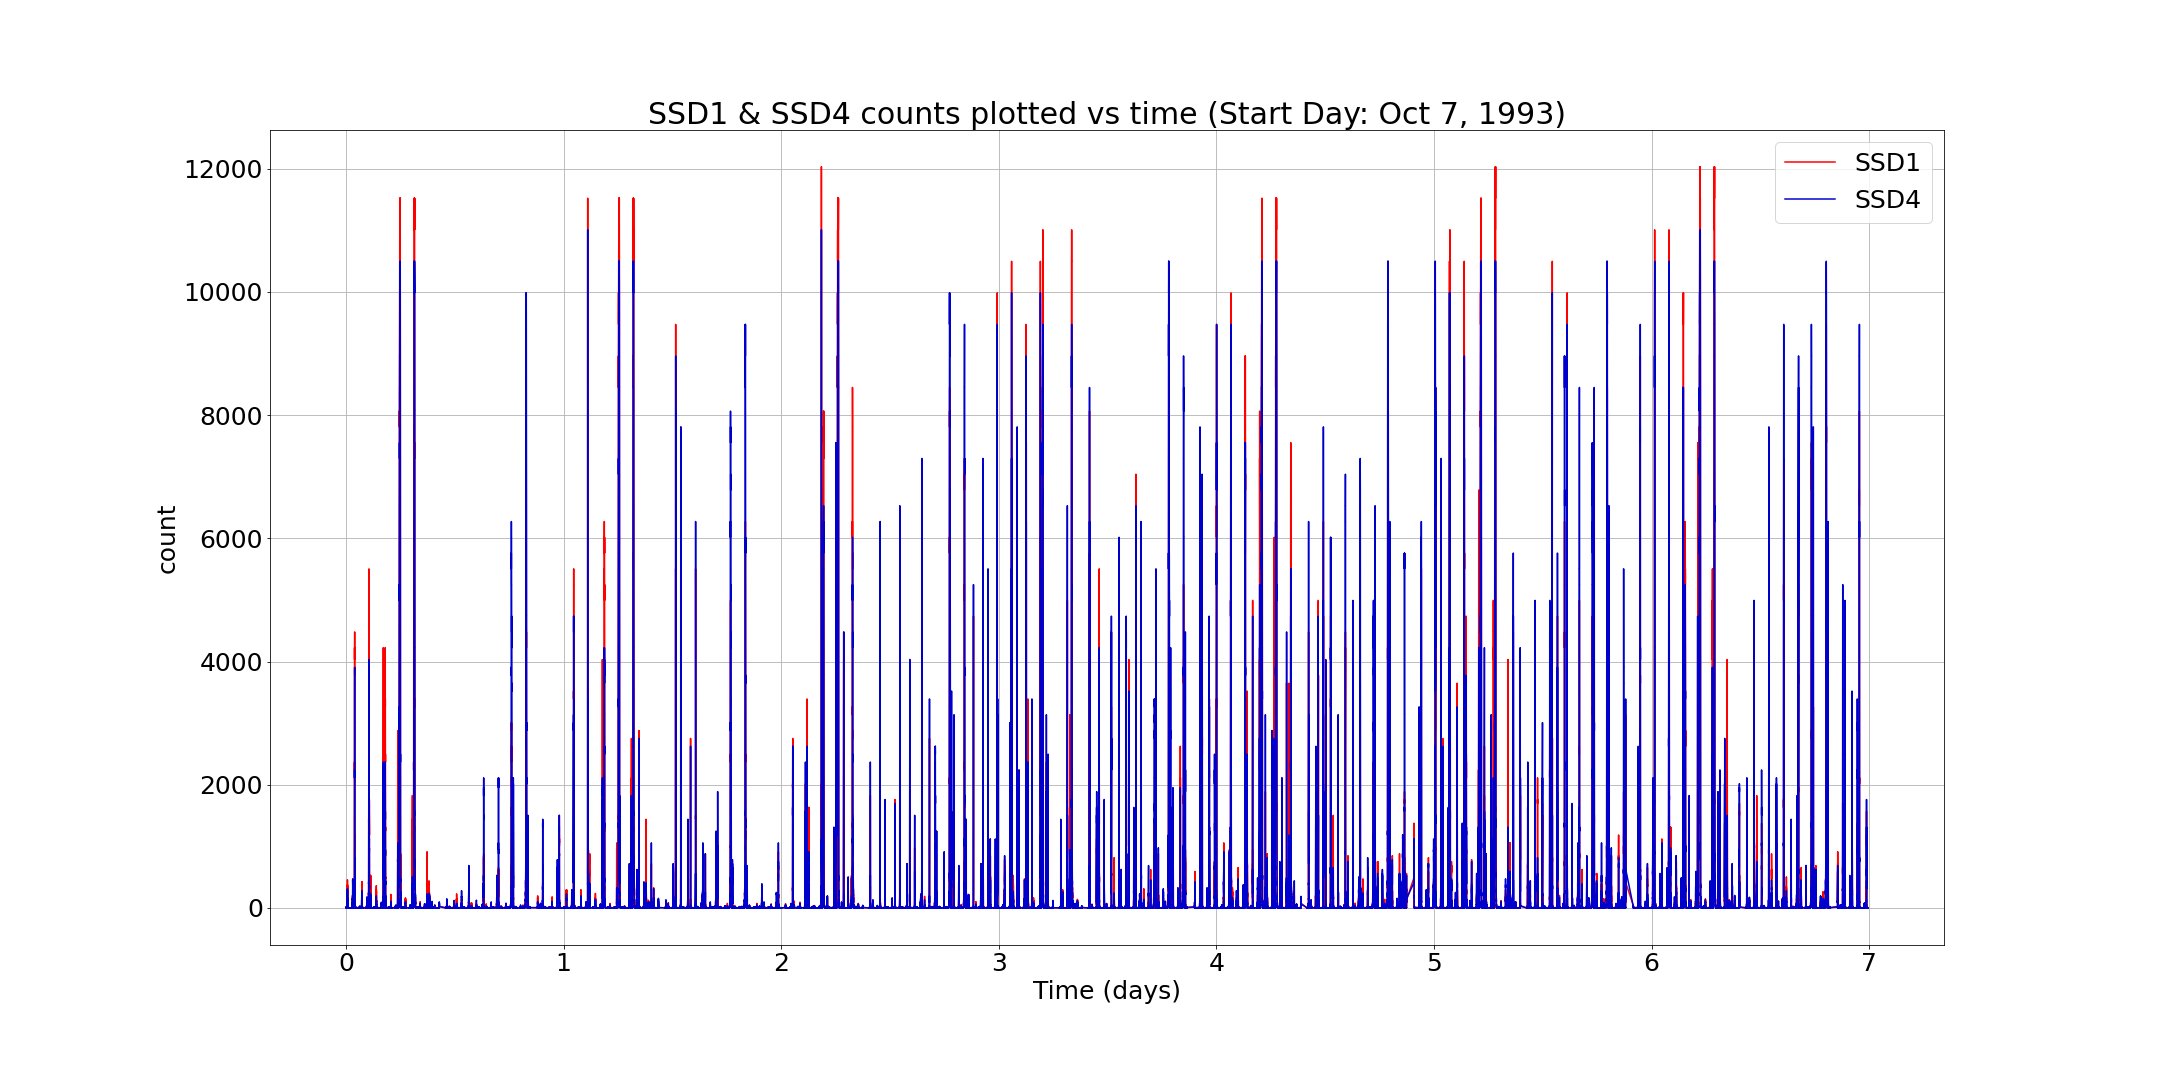 SSD1 & SSD4 counts plotted vs time (Start Day: Oct 7, 1993)
SSD1
SSD4
12000
10000
8000
6000
4000
2000
0
count
0 1 2 3 4 5 6 7
Time (days)